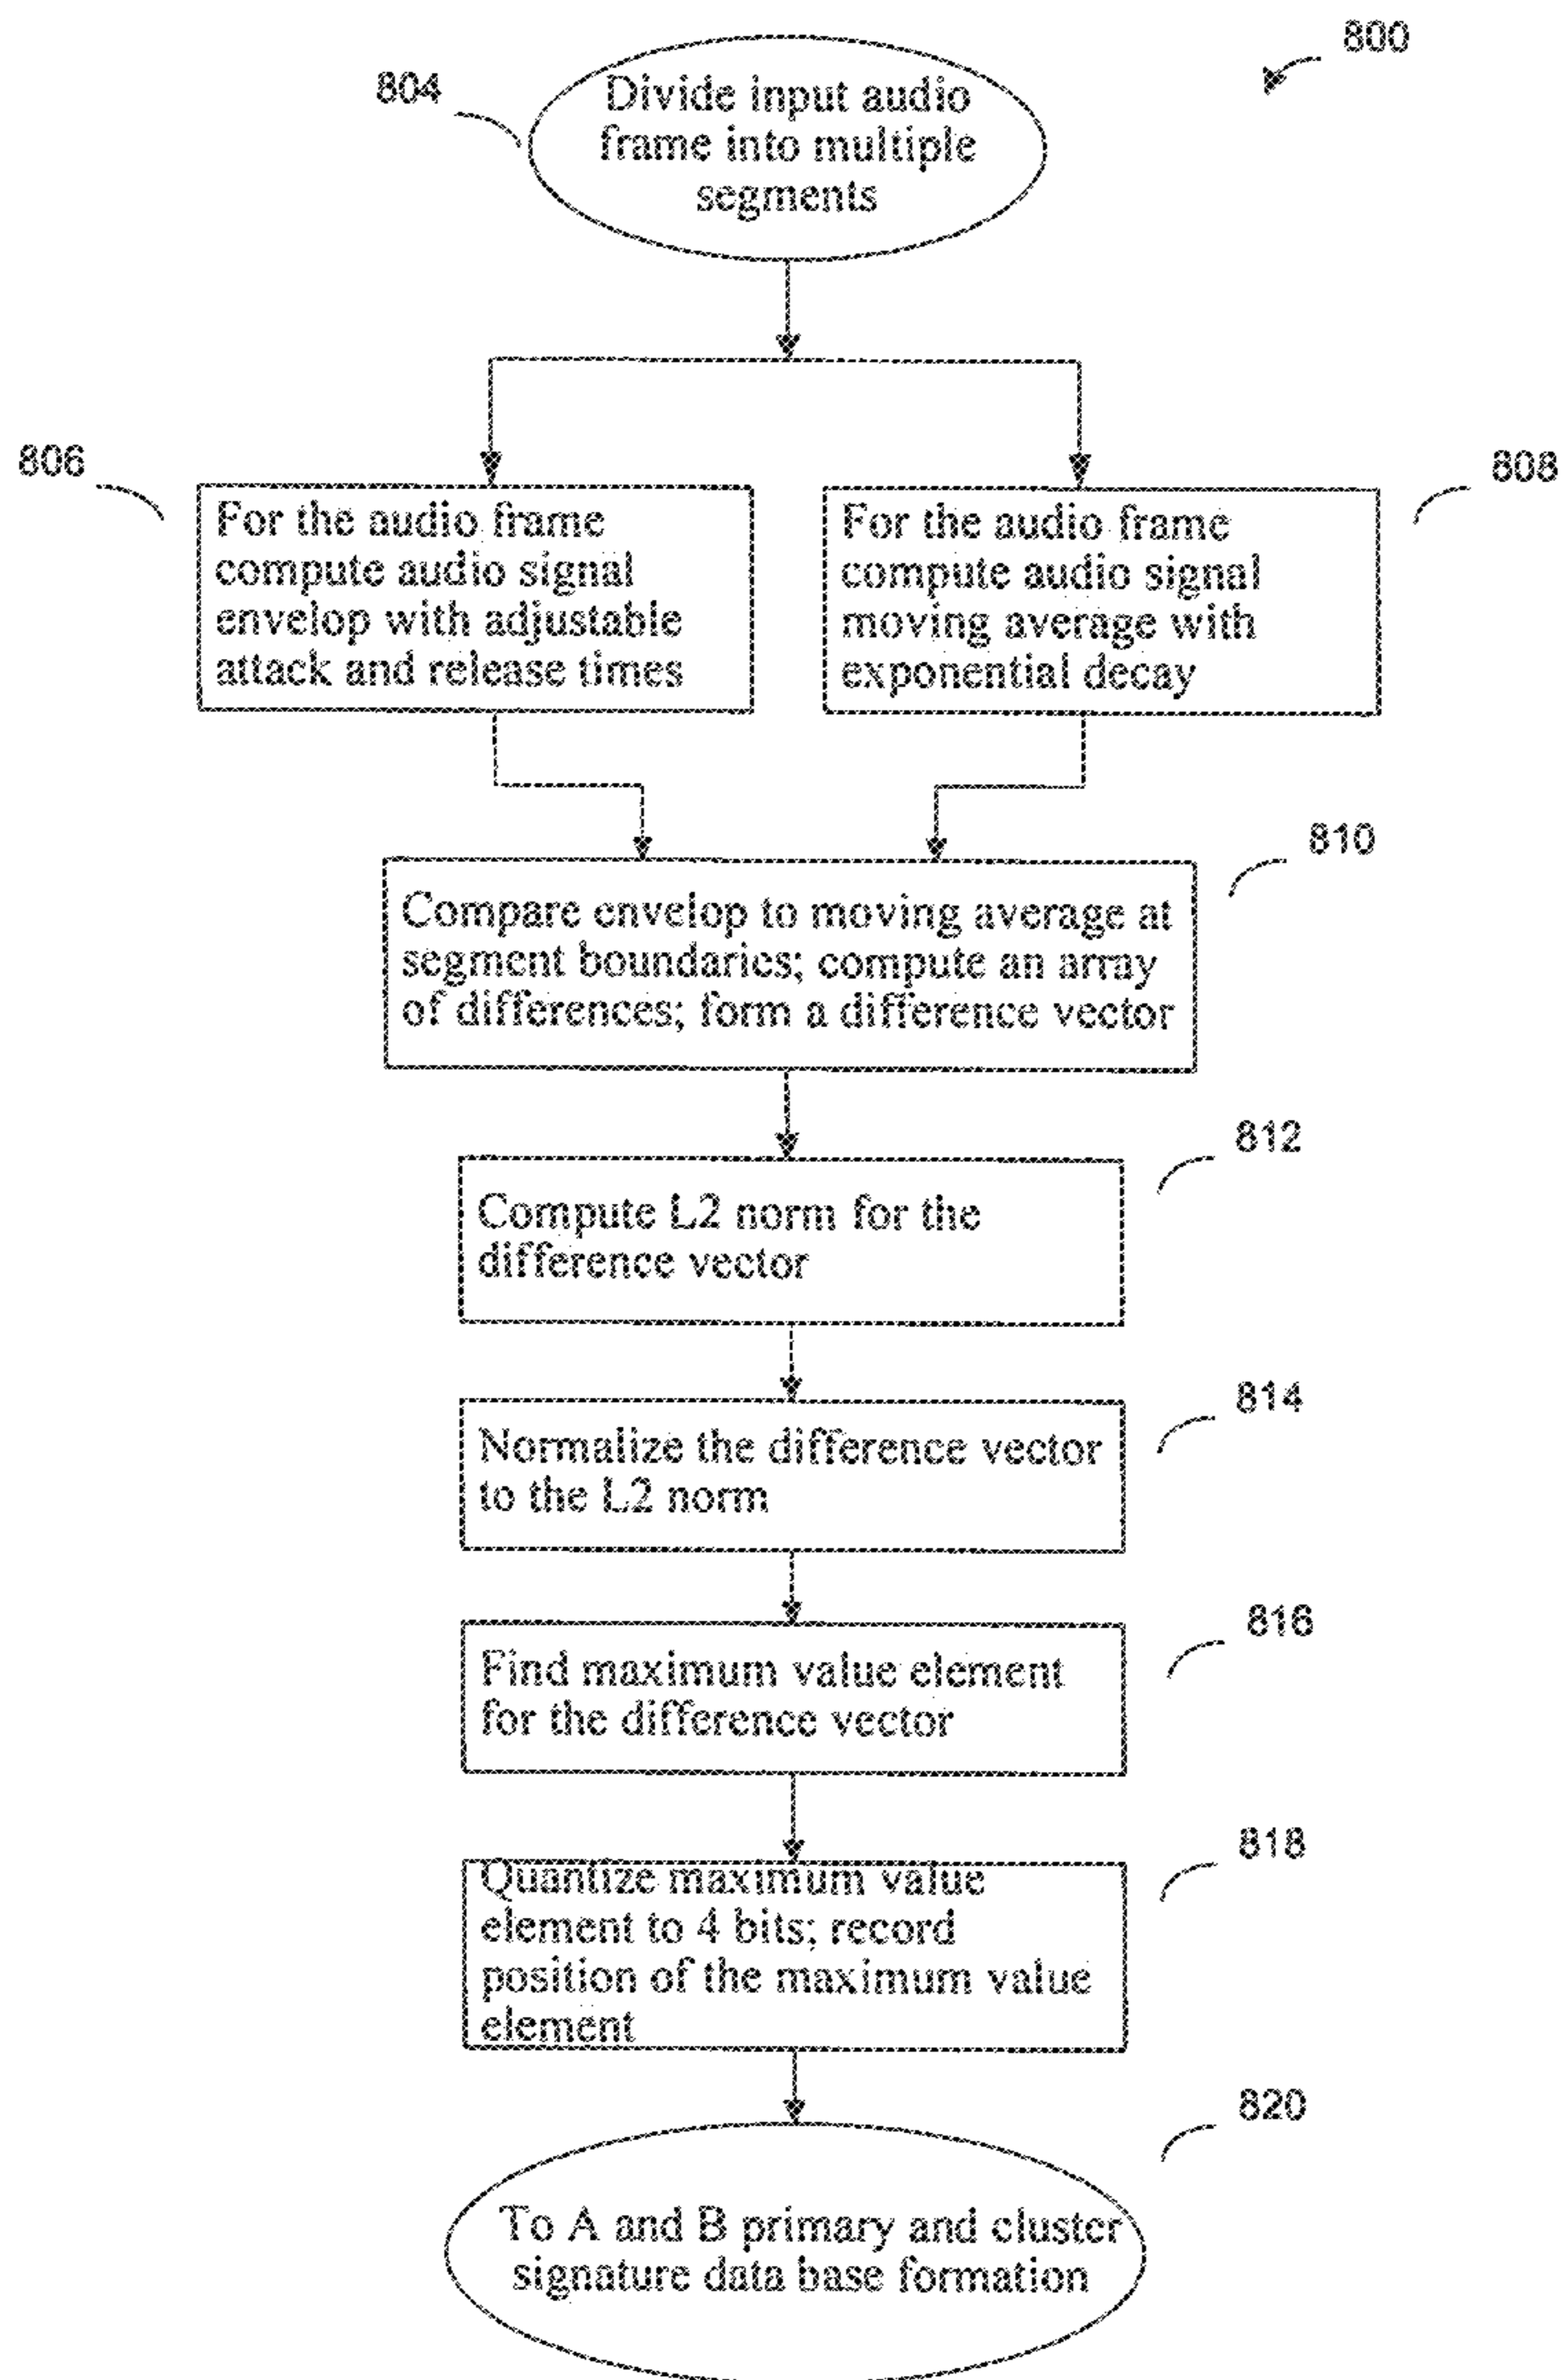 800
804
Divide input audio
frame into multiple
segments
806
For the audio frame
compute audio signal
envelop with adjustable
attack and release times
808
For the audio frame
compute audio signal
moving average with
exponential decay
810
Compare envelop to moving average at
segment boundaries; compute an array
of differences; form a difference vector
812
Compute L2 norm for the
difference vector
814
Normalize the difference vector
to the L2 norm
816
Find maximum value element
for the difference vector
818
Quantize maximum value
element to 4 bits; record
position of the maximum value
element
820
To A and B primary and cluster
signature data base formation